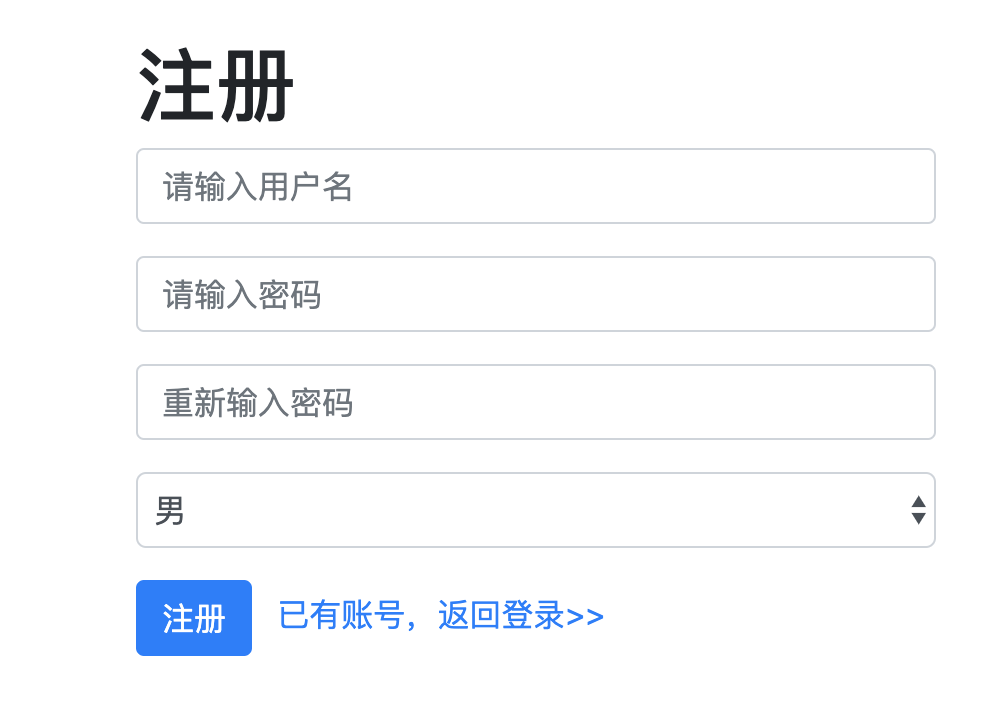 注册
请输入用户名
请输入密码
重新输入密码
男
注册 已有账号，返回登录>>